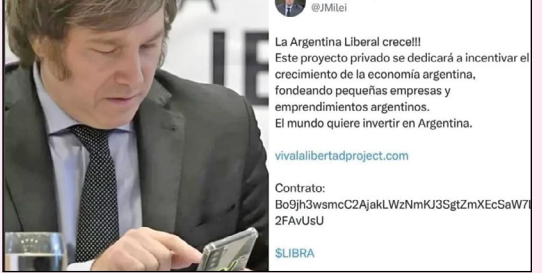 @JMilei
La Argentina Liberal crece!!!
Este proyecto privado se dedicará a incentivar el
crecimiento de la economía argentina,
fondeando pequeñas empresas y
emprendimientos argentinos.
El mundo quiere invertir en Argentina.
vivalalibertadproject.com
Contrato:
Bo9jh3wsmcC2AjakLWzNmKJ3SgtZmXEcSaW7L
2FAvUsU
$LIBRA